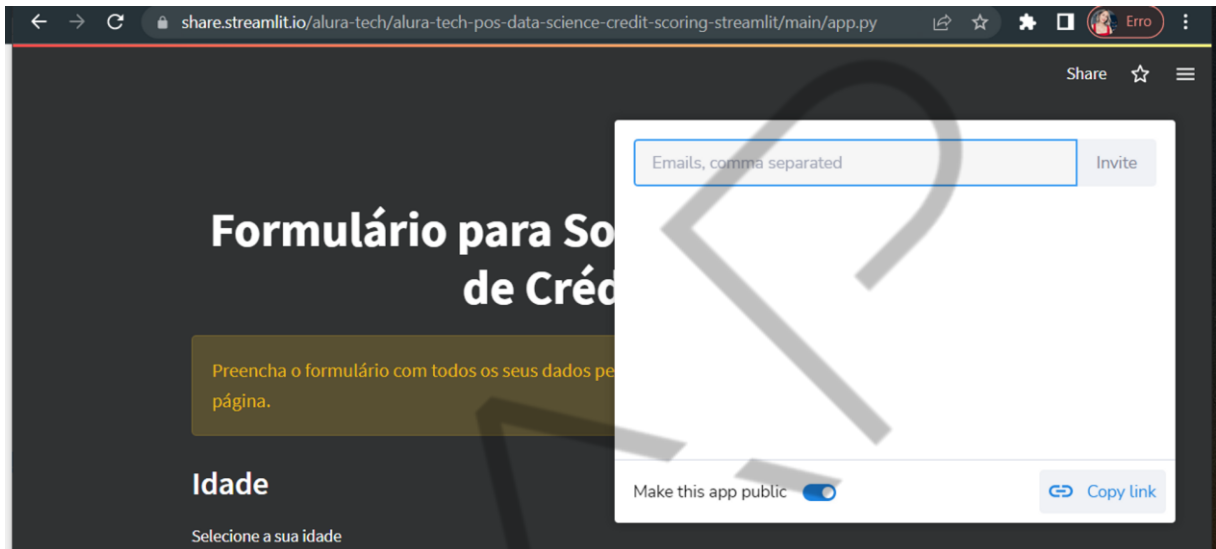 share.streamlit.io/alura-tech/alura-tech-pos-data-science-credit-scoring-streamlit/main/app.py
Erro
Share
Emails, comma separated
Invite
Formulário para So
de Créd
Preencha o formulário com todos os seus dados pe
página.
Make this app public
Copy link
Idade
Selecione a sua idade